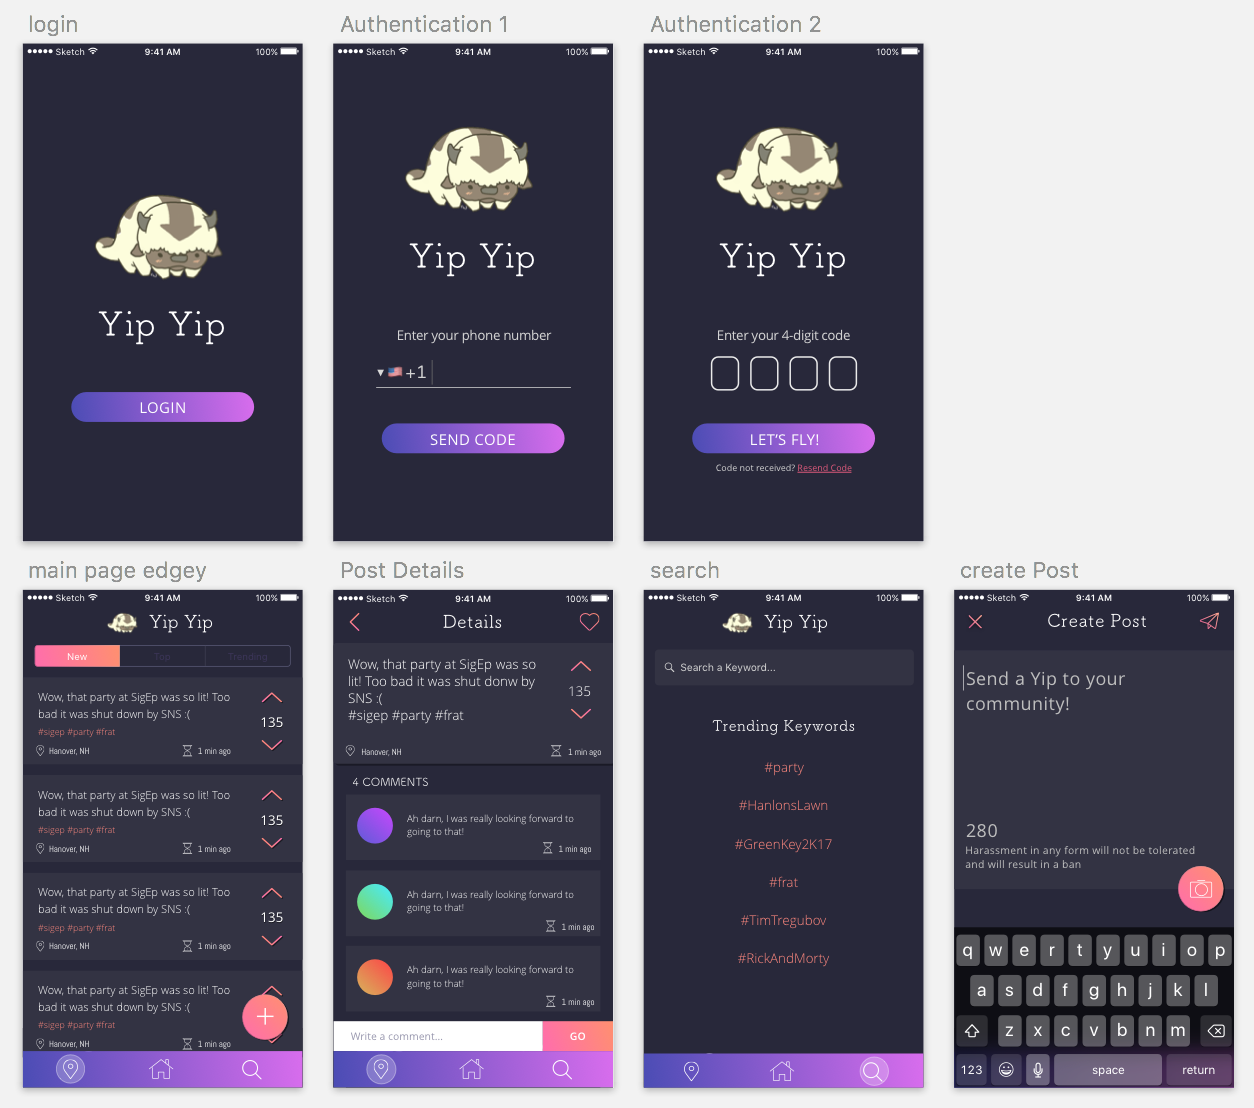 login
Sketch 9:41 AM 100%
Yip Yip
LOGIN
Authentication 1
Sketch 9:41 AM 100%
Yip Yip
Enter your phone number
+1
SEND CODE
Authentication 2
Sketch 9:41 AM 100%
Yip Yip
Enter your 4-digit code
LET'S FLY!
Code not received? Resend Code
main page edgey
Sketch 9:41 AM 100%
Yip Yip
New Top Trending
Wow, that party at SigEp was so lit! Too
bad it was shut down by SNS :(
#sigep #party #frat
135
Hanover, NH 1 min ago
Wow, that party at SigEp was so lit! Too
bad it was shut down by SNS :(
#sigep #party #frat
135
Hanover, NH 1 min ago
Wow, that party at SigEp was so lit! Too
bad it was shut down by SNS :(
#sigep #party #frat
135
Hanover, NH 1 min ago
Wow, that party at SigEp was so lit! Too
bad it was shut down by SNS :(
#sigep #party #frat
Hanover, NH 1 min ago
Post Details
Sketch 9:41 AM 100%
Details
Wow, that party at SigEp was so
lit! Too bad it was shut donw by
SNS :(
#sigep #party #frat
135
Hanover, NH 1 min ago
4 COMMENTS
Ah darn, I was really looking forward to
going to that!
1 min ago
Ah darn, I was really looking forward to
going to that!
1 min ago
Ah darn, I was really looking forward to
going to that!
1 min ago
Write a comment... GO
search
Sketch 9:41 AM 100%
Yip Yip
Search a Keyword...
Trending Keywords
#party
#HanlonsLawn
#GreenKey2K17
#frat
#TimTregubov
#RickAndMorty
create Post
Sketch 9:41 AM 100%
Create Post
Send a Yip to your
community!
280
Harassment in any form will not be tolerated
and will result in a ban
q w e r t y u i o p
a s d f g h j k l
z x c v b n m
123 space return